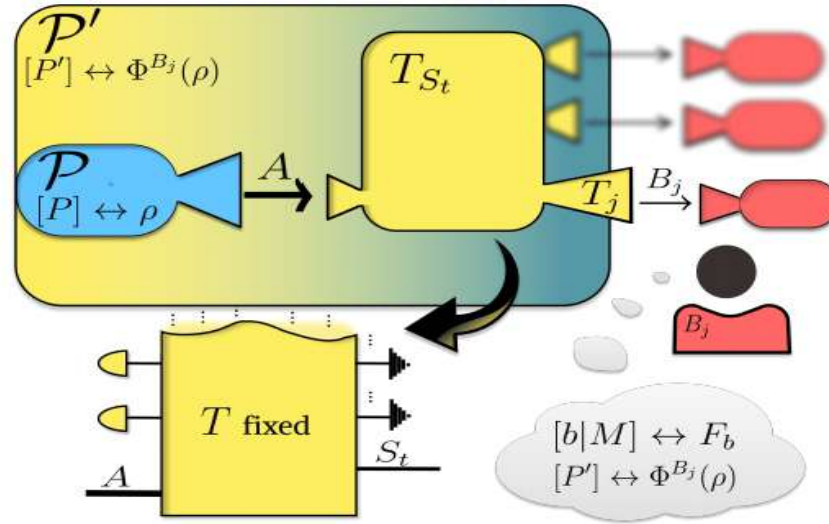 𝒫′
[P′] ↔ Φ^{B_j}(ρ)
T_{S_t}
𝒫
[P] ↔ ρ
A
T_j
B_j
B_j
T fixed
A
S_t
[b|M] ↔ F_b
[P′] ↔ Φ^{B_j}(ρ)